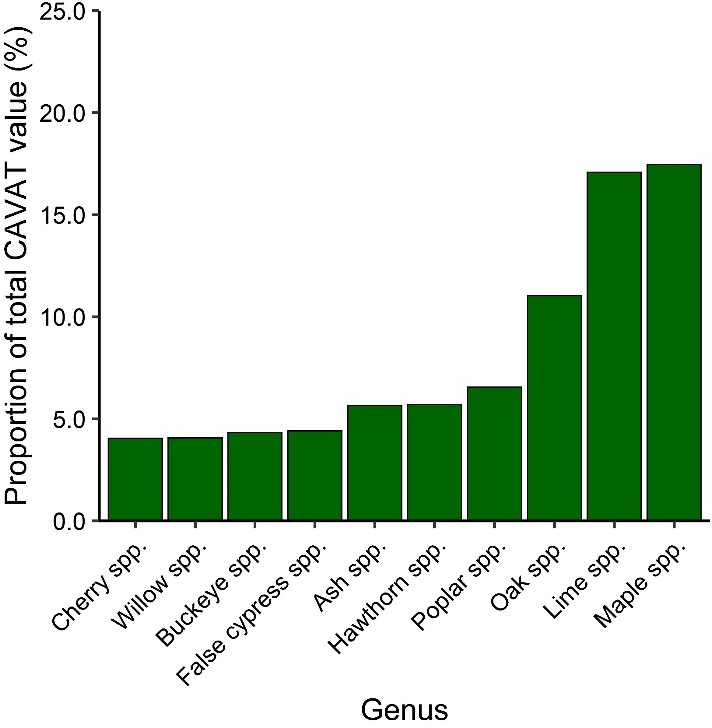 Proportion of total CAVAT value (%)
25.0
20.0
15.0
10.0
5.0
0.0
Cherry spp.
Willow spp.
Buckeye spp.
False cypress spp.
Ash spp.
Hawthorn spp.
Poplar spp.
Oak spp.
Lime spp.
Maple spp.
Genus